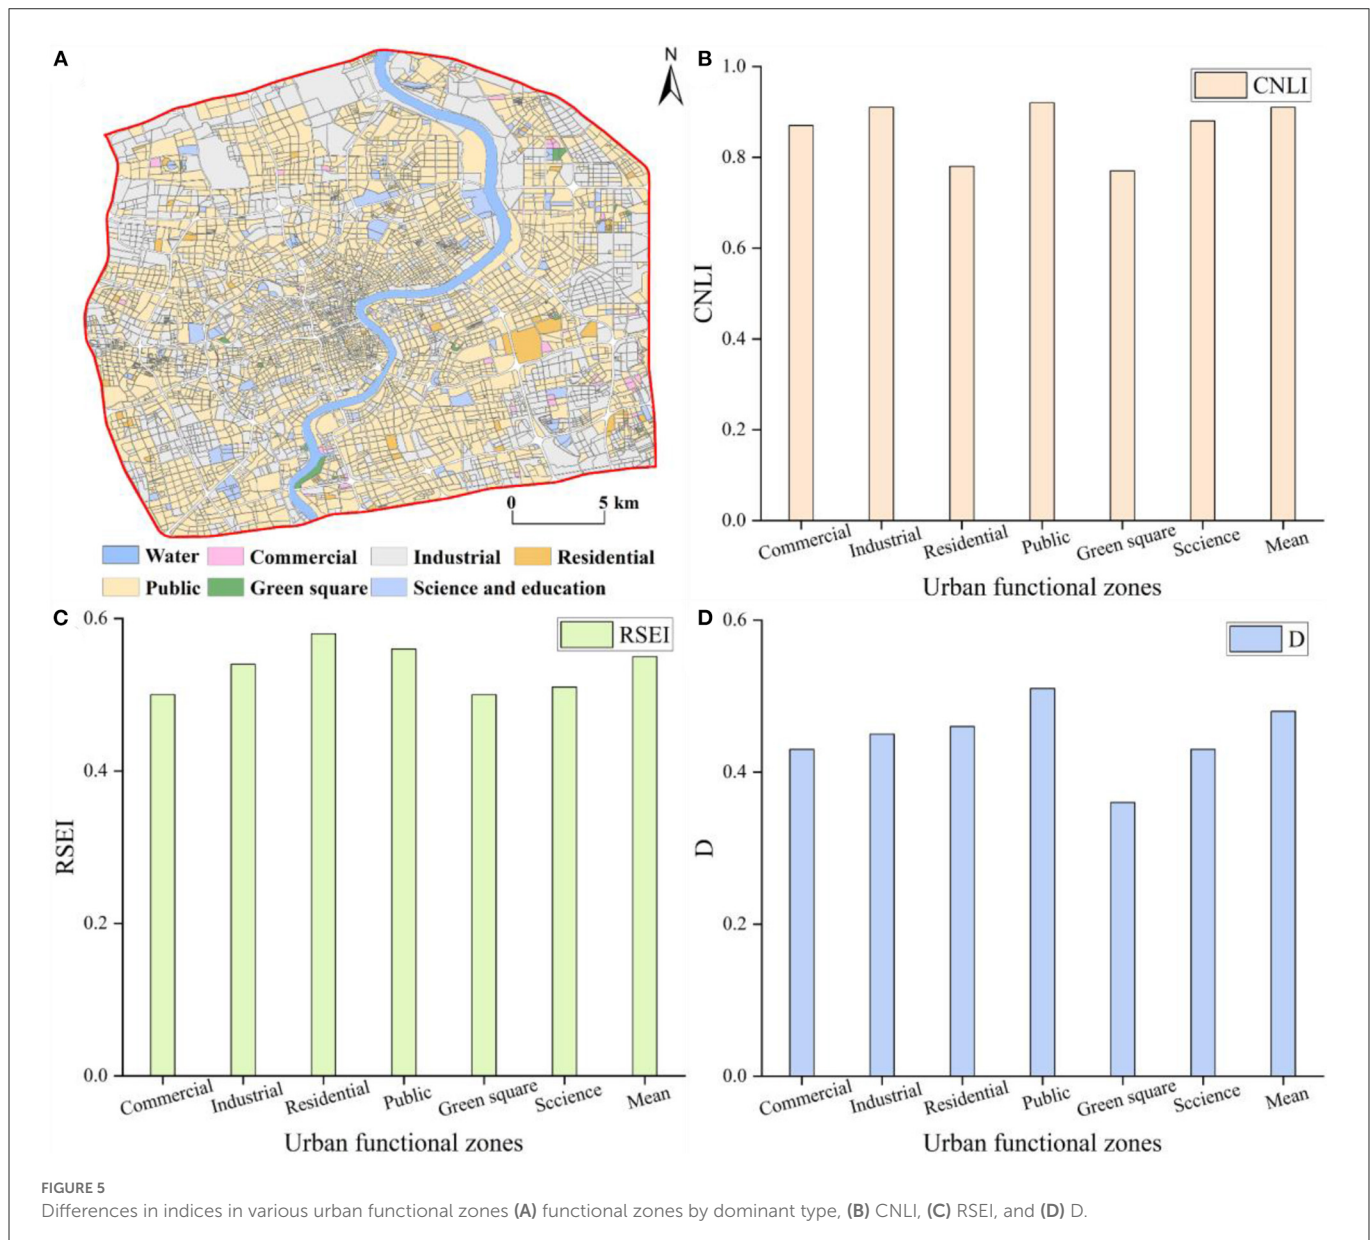 A
N
0 5 km
Water Commercial Industrial Residential
Public Green square Science and education
B
CNLI
1.0
0.8
0.6
0.4
0.2
0.0
CNLI
Commercial Industrial Residential Public Green square Sccience Mean
Urban functional zones
C
RSEI
0.6
0.4
0.2
0.0
RSEI
Commercial Industrial Residential Public Green square Sccience Mean
Urban functional zones
D
D
0.6
0.4
0.2
0.0
D
Commercial Industrial Residential Public Green square Sccience Mean
Urban functional zones
FIGURE 5
Differences in indices in various urban functional zones (A) functional zones by dominant type, (B) CNLI, (C) RSEI, and (D) D.